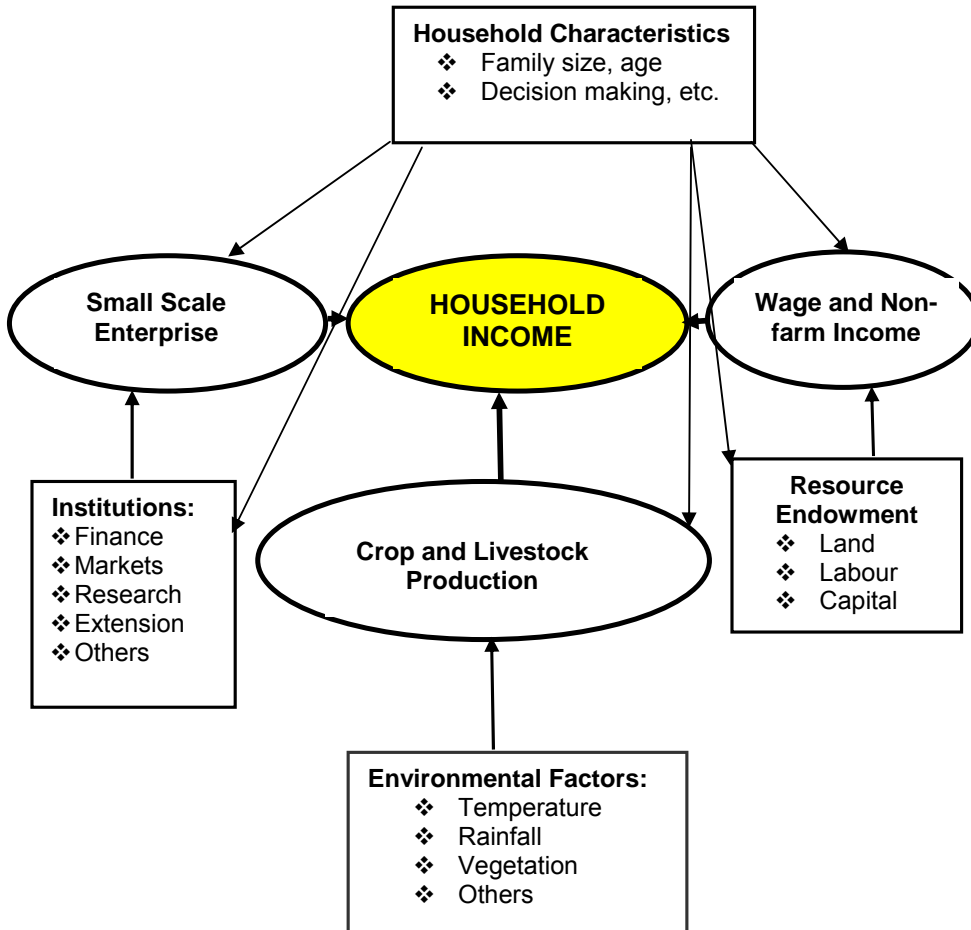 Household Characteristics
❖ Family size, age
❖ Decision making, etc.
Small Scale
Enterprise
HOUSEHOLD
INCOME
Wage and Non-
farm Income
Institutions:
❖Finance
❖Markets
❖Research
❖Extension
❖Others
Crop and Livestock
Production
Resource
Endowment
❖ Land
❖ Labour
❖ Capital
Environmental Factors:
❖ Temperature
❖ Rainfall
❖ Vegetation
❖ Others